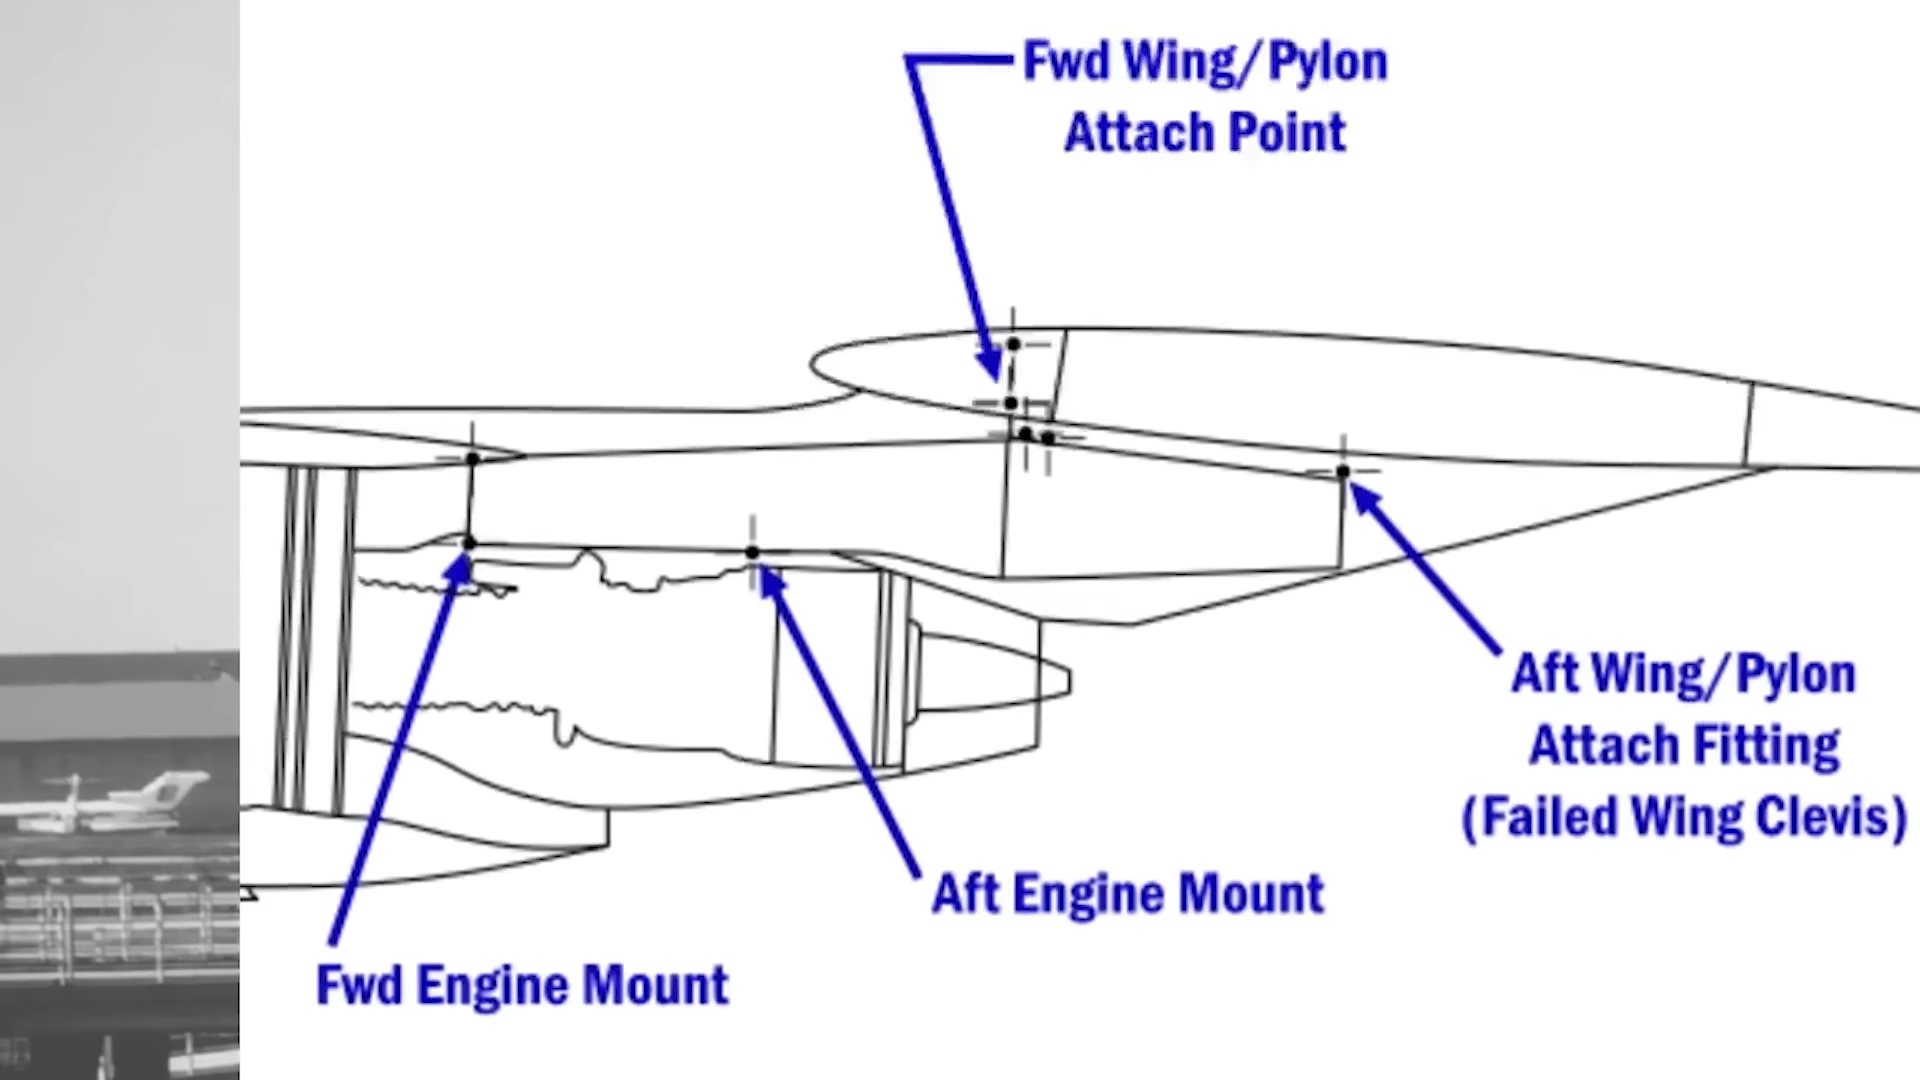 Fwd Wing/Pylon
Attach Point
Aft Wing/Pylon
Attach Fitting
(Failed Wing Clevis)
Aft Engine Mount
Fwd Engine Mount